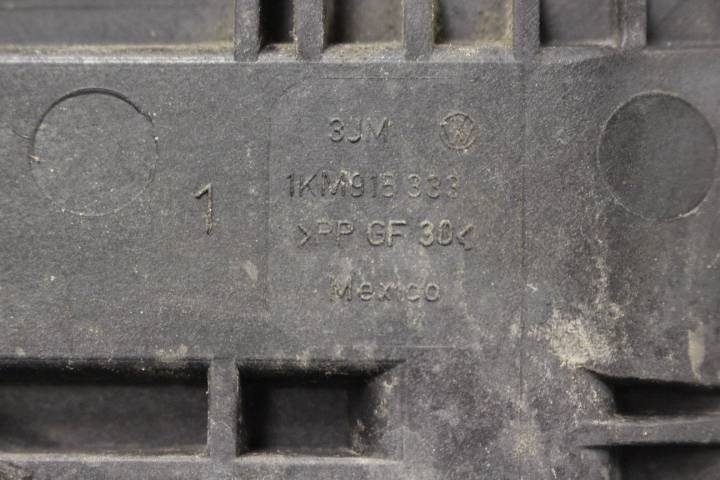 3JM
1KM915 333
1
>PP GF 30<
Mexico